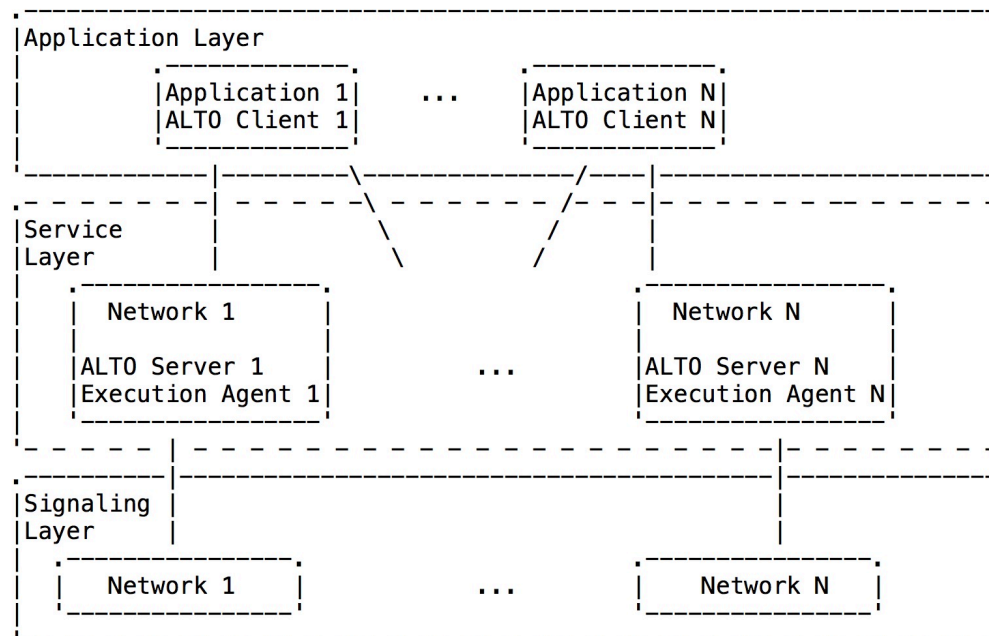 Application Layer
Application 1 ... Application N
ALTO Client 1 ALTO Client N
Service
Layer
Network 1 Network N
ALTO Server 1 ... ALTO Server N
Execution Agent 1 Execution Agent N
Signaling
Layer
Network 1 ... Network N